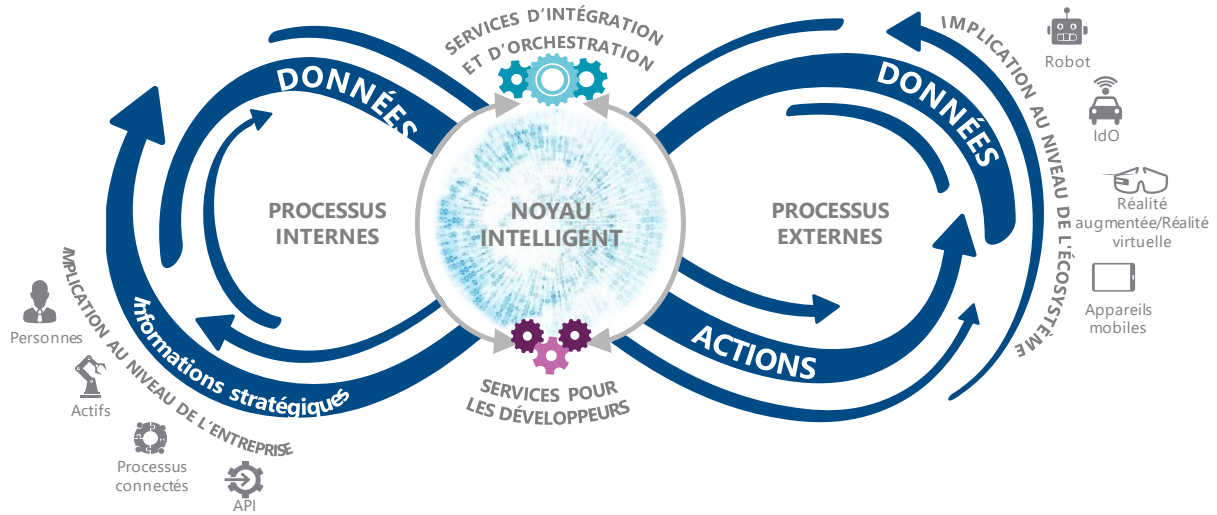 SERVICES D'INTÉGRATION
ET D'ORCHESTRATION
DONNÉES
PROCESSUS
INTERNES
NOYAU
INTELLIGENT
PROCESSUS
EXTERNES
DONNÉES
IMPLICATION AU NIVEAU DE L'ÉCOSYSTÈME
Robot
IdO
Réalité
augmentée/Réalité
virtuelle
Appareils
mobiles
ACTIONS
SERVICES POUR
LES DÉVELOPPEURS
Informations stratégiques
IMPLICATION AU NIVEAU DE L'ENTREPRISE
Personnes
Actifs
Processus
connectés
API